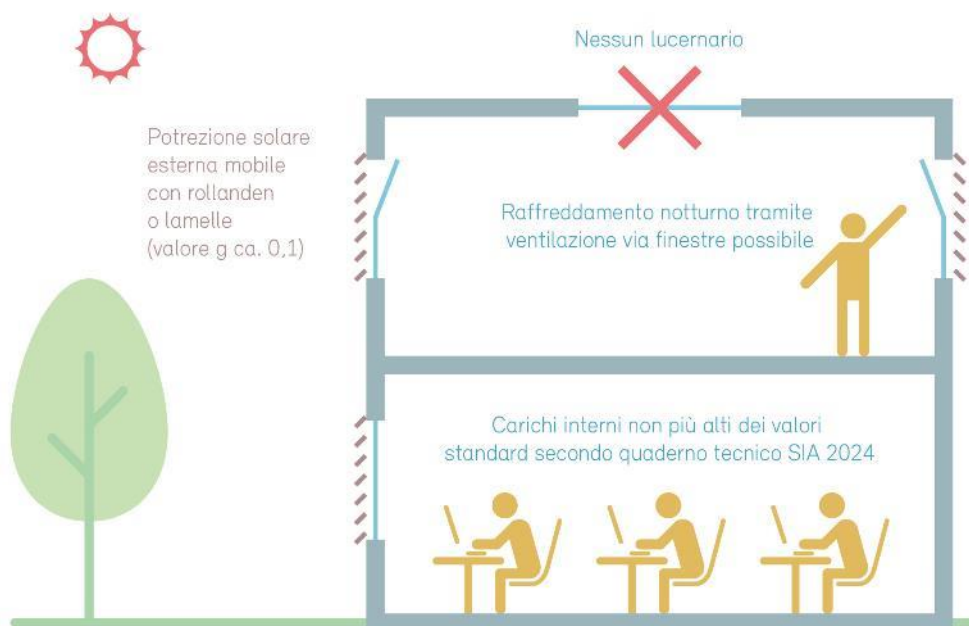 Nessun lucernario
Potrezione solare
esterna mobile
con rollanden
o lamelle
(valore g ca. 0,1)
Raffreddamento notturno tramite
ventilazione via finestre possibile
Carichi interni non più alti dei valori
standard secondo quaderno tecnico SIA 2024